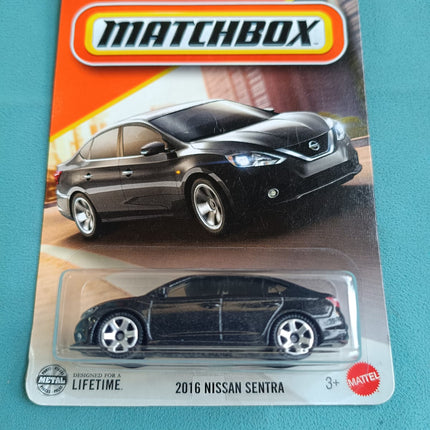 MATCHBOX
METAL
DESIGNED FOR A
LIFETIME.
2016 NISSAN SENTRA
3+
MATTEL